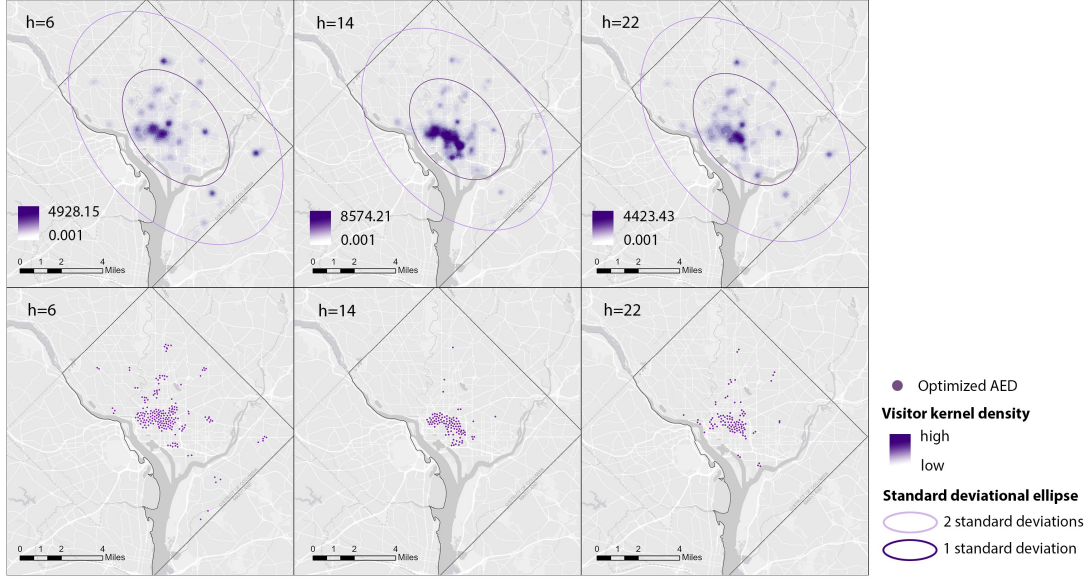 h=6
h=14
h=22
4928.15
0.001
8574.21
0.001
4423.43
0.001
0 1 2 4 Miles
0 1 2 4 Miles
0 1 2 4 Miles
h=6
h=14
h=22
0 1 2 4 Miles
0 1 2 4 Miles
0 1 2 4 Miles
Optimized AED
Visitor kernel density
high
low
Standard deviational ellipse
2 standard deviations
1 standard deviation